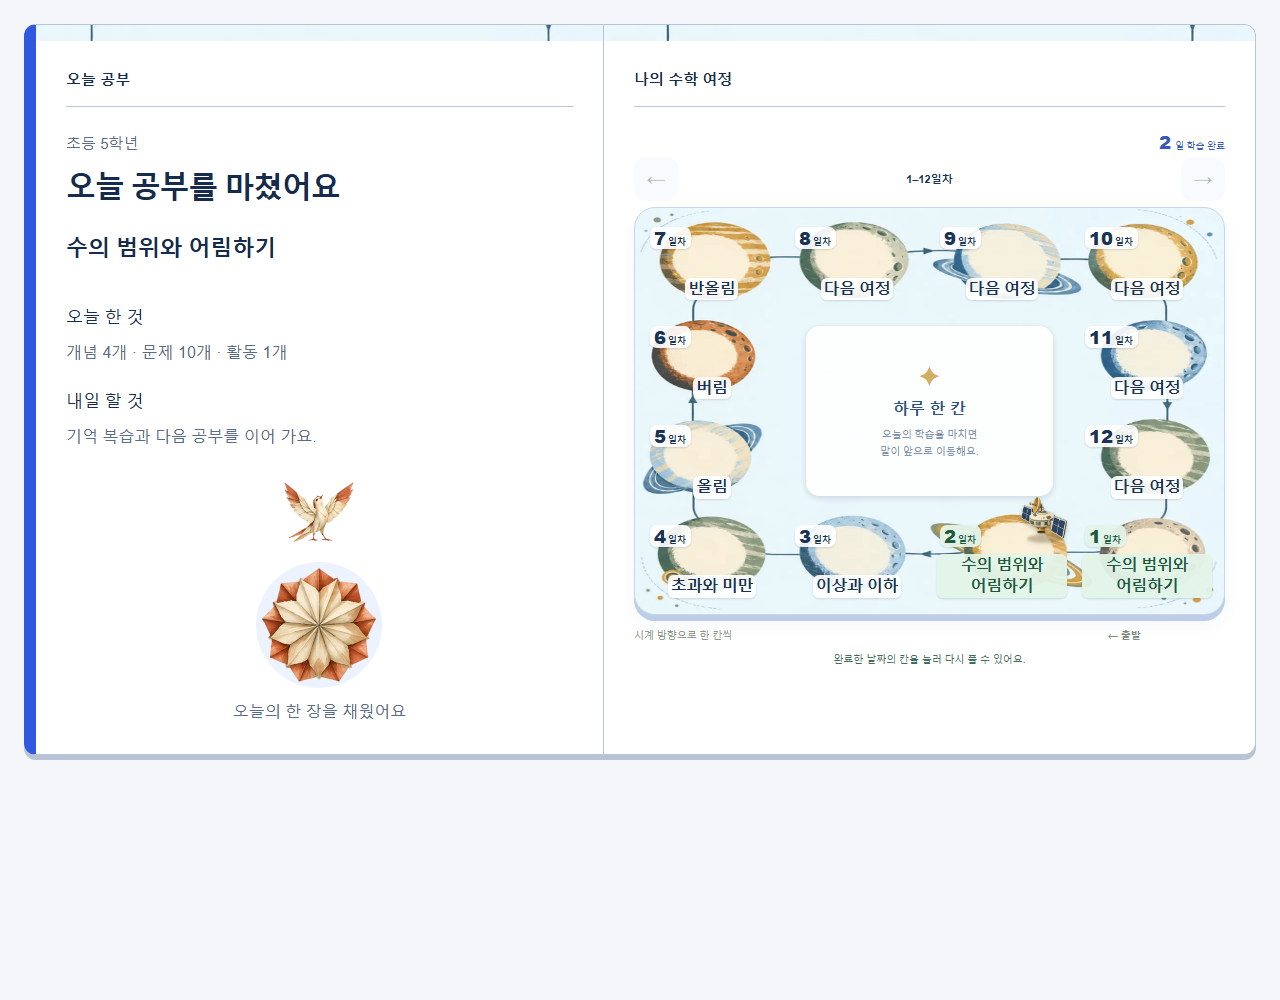 오늘 공부
초등 5학년
오늘 공부를 마쳤어요
수의 범위와 어림하기
오늘 한 것
개념 4개 · 문제 10개 · 활동 1개
내일 할 것
기억 복습과 다음 공부를 이어 가요.
오늘의 한 장을 채웠어요
나의 수학 여정
2 일 학습 완료
←
1–12일차
→
7 일차
반올림
8 일차
다음 여정
9 일차
다음 여정
10 일차
다음 여정
6 일차
버림
하루 한 칸
오늘의 학습을 마치면
말이 앞으로 이동해요.
11 일차
다음 여정
5 일차
올림
12 일차
다음 여정
4 일차
초과와 미만
3 일차
이상과 이하
2 일차
수의 범위와
어림하기
1 일차
수의 범위와
어림하기
시계 방향으로 한 칸씩
← 출발
완료한 날짜의 칸을 눌러 다시 풀 수 있어요.